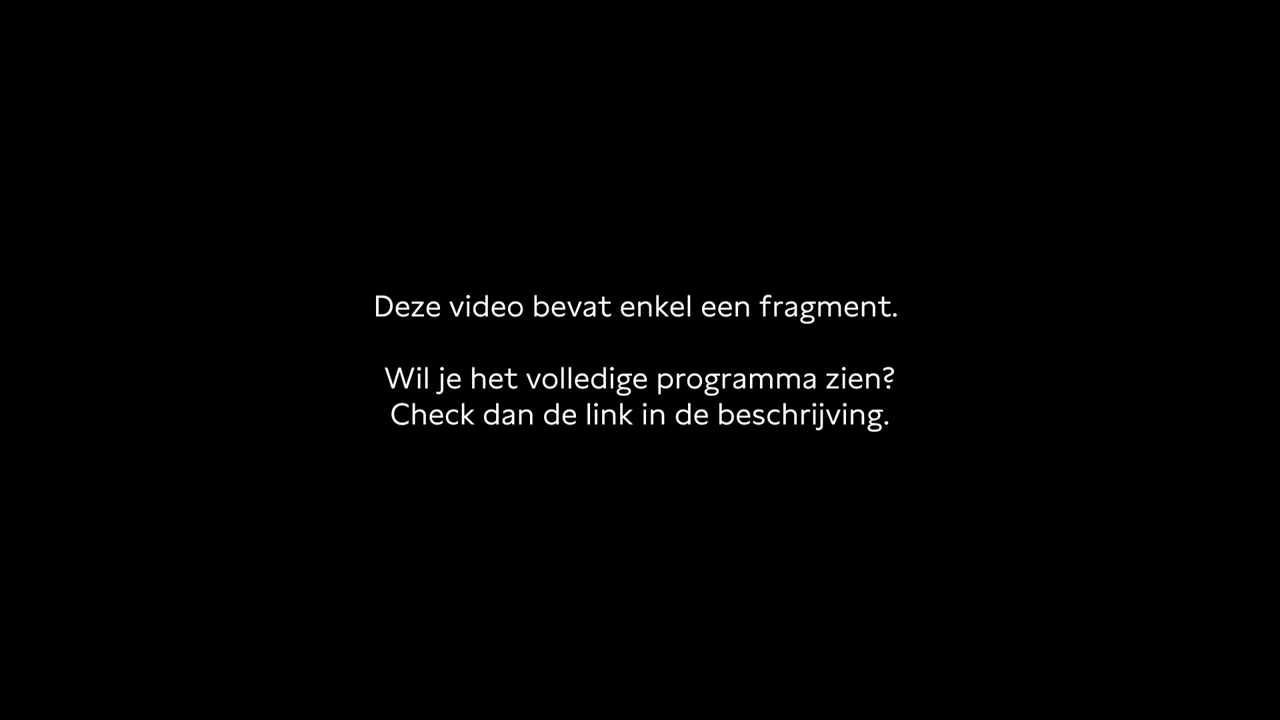 Deze video bevat enkel een fragment.
Wil je het volledige programma zien?
Check dan de link in de beschrijving.